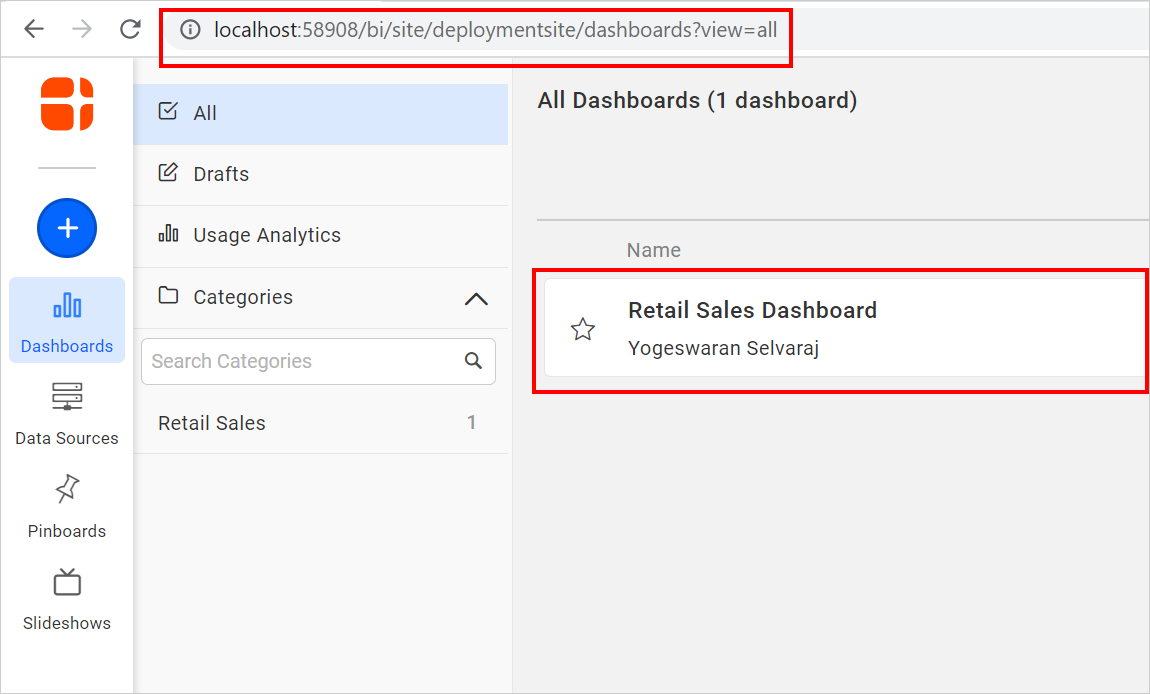 localhost:58908/bi/site/deploymentsite/dashboards?view=all
Dashboards
Data Sources
Pinboards
Slideshows
All
Drafts
Usage Analytics
Categories
Search Categories
Retail Sales 1
All Dashboards (1 dashboard)
Name
Retail Sales Dashboard
Yogeswaran Selvaraj